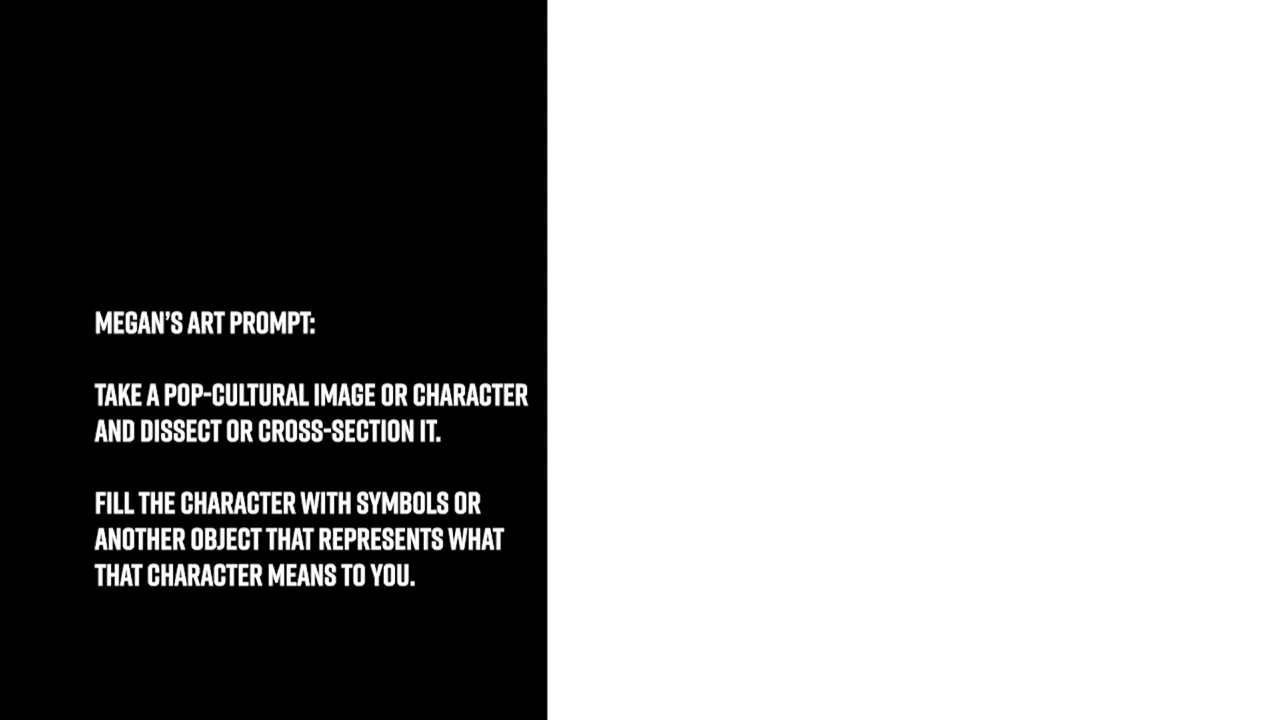 MEGAN'S ART PROMPT:
TAKE A POP-CULTURAL IMAGE OR CHARACTER
AND DISSECT OR CROSS-SECTION IT.
FILL THE CHARACTER WITH SYMBOLS OR
ANOTHER OBJECT THAT REPRESENTS WHAT
THAT CHARACTER MEANS TO YOU.